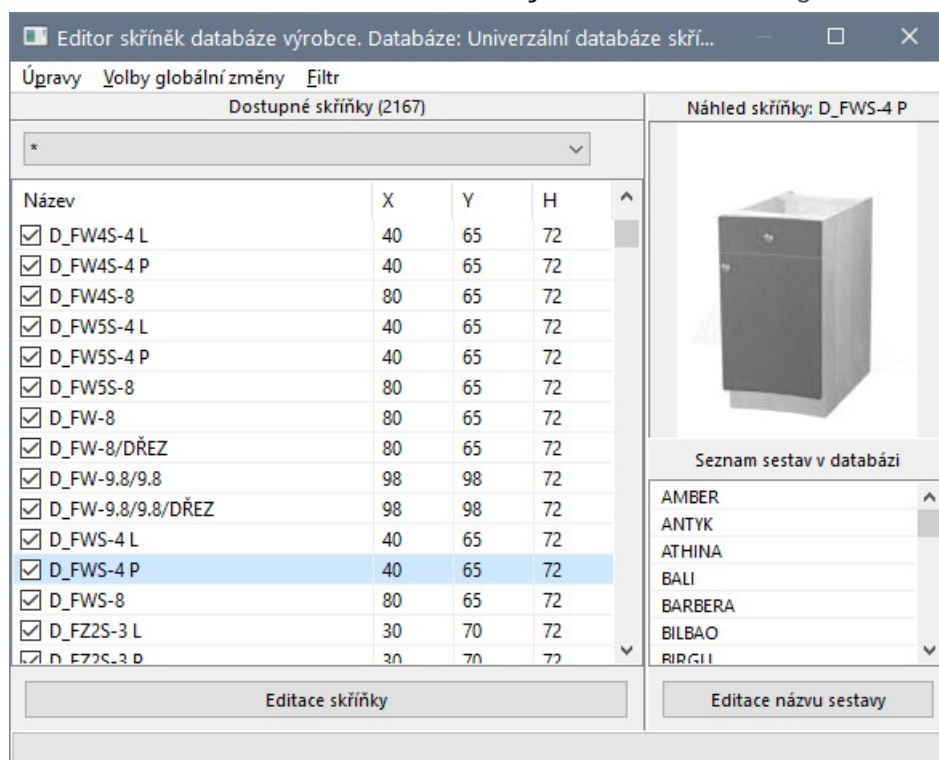 Editor skříněk databáze výrobce. Databáze: Univerzální databáze skří...
Úpravy Volby globální změny Filtr
Dostupné skříňky (2167)
*
Název X Y H
D_FW4S-4 L 40 65 72
D_FW4S-4 P 40 65 72
D_FW4S-8 80 65 72
D_FW5S-4 L 40 65 72
D_FW5S-4 P 40 65 72
D_FW5S-8 80 65 72
D_FW-8 80 65 72
D_FW-8/DŘEZ 80 65 72
D_FW-9.8/9.8 98 98 72
D_FW-9.8/9.8/DŘEZ 98 98 72
D_FWS-4 L 40 65 72
D_FWS-4 P 40 65 72
D_FWS-8 80 65 72
D_FZ2S-3 L 30 70 72
D_FZ2S-3 P 30 70 72
Editace skříňky
Náhled skříňky: D_FWS-4 P
Seznam sestav v databázi
AMBER
ANTYK
ATHINA
BALI
BARBERA
BILBAO
Editace názvu sestavy